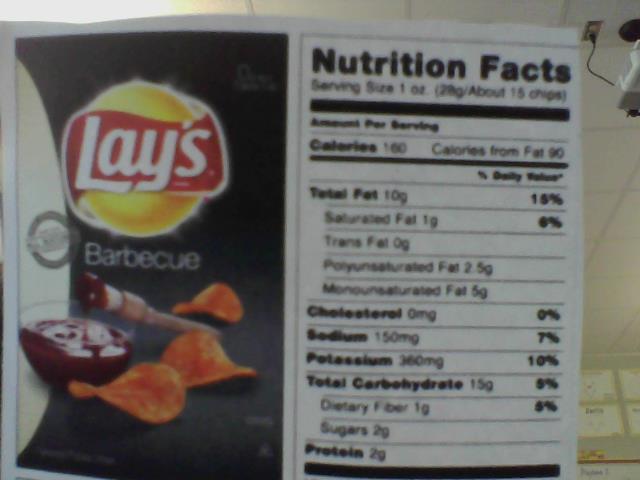 Lay's
Barbecue
Nutrition Facts
Serving Size 1 oz. (28g/About 15 chips)
Amount Per Serving
Calories 160 Calories from Fat 90
% Daily Value*
Total Fat 10g 15%
Saturated Fat 1g 6%
Trans Fat 0g
Polyunsaturated Fat 2.5g
Monounsaturated Fat 5g
Cholesterol 0mg 0%
Sodium 150mg 7%
Potassium 360mg 10%
Total Carbohydrate 15g 5%
Dietary Fiber 1g 5%
Sugars 2g
Protein 2g